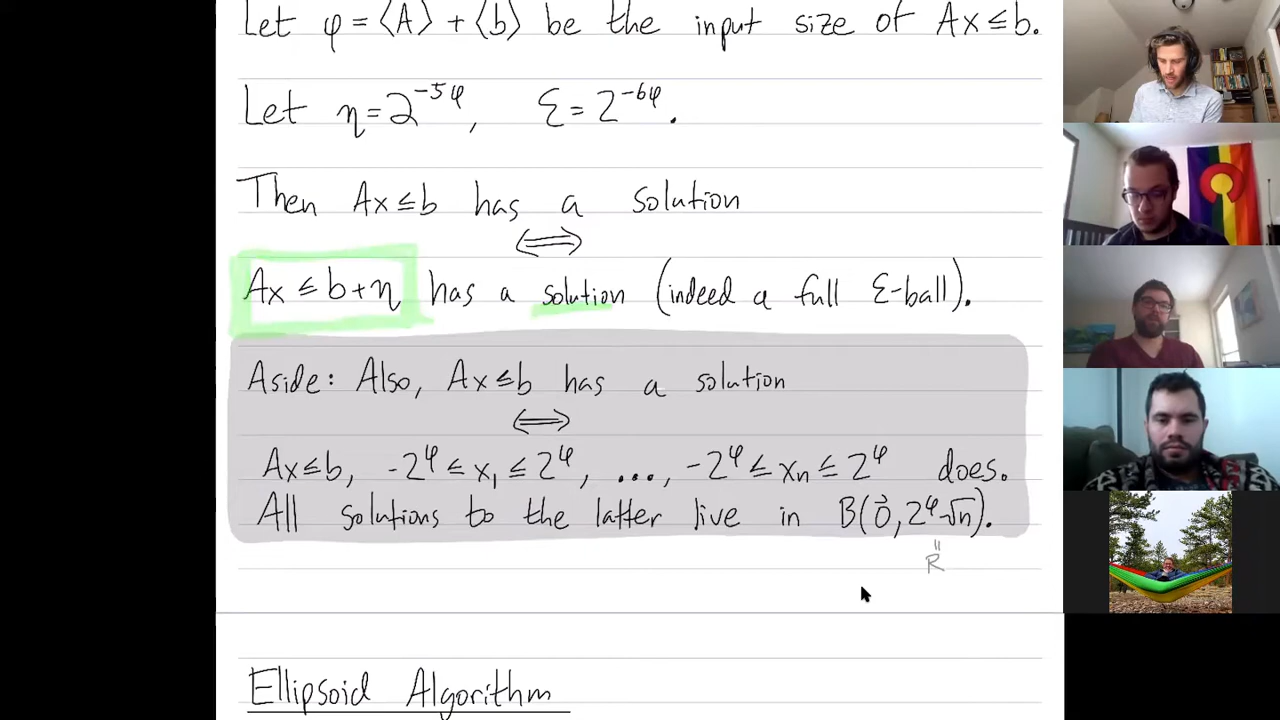 Let φ = ⟨A⟩ + ⟨b⟩ be the input size of Ax ≤ b.
Let η = 2^{-5φ}, ε = 2^{-6φ}.
Then Ax ≤ b has a solution
⟺
Ax ≤ b + η has a solution (indeed a full ε-ball).
Aside: Also, Ax ≤ b has a solution
⟺
Ax ≤ b, -2^φ ≤ x₁ ≤ 2^φ, ..., -2^φ ≤ xₙ ≤ 2^φ does.
All solutions to the latter live in B(0⃗, 2^φ √n).
"
R
Ellipsoid Algorithm